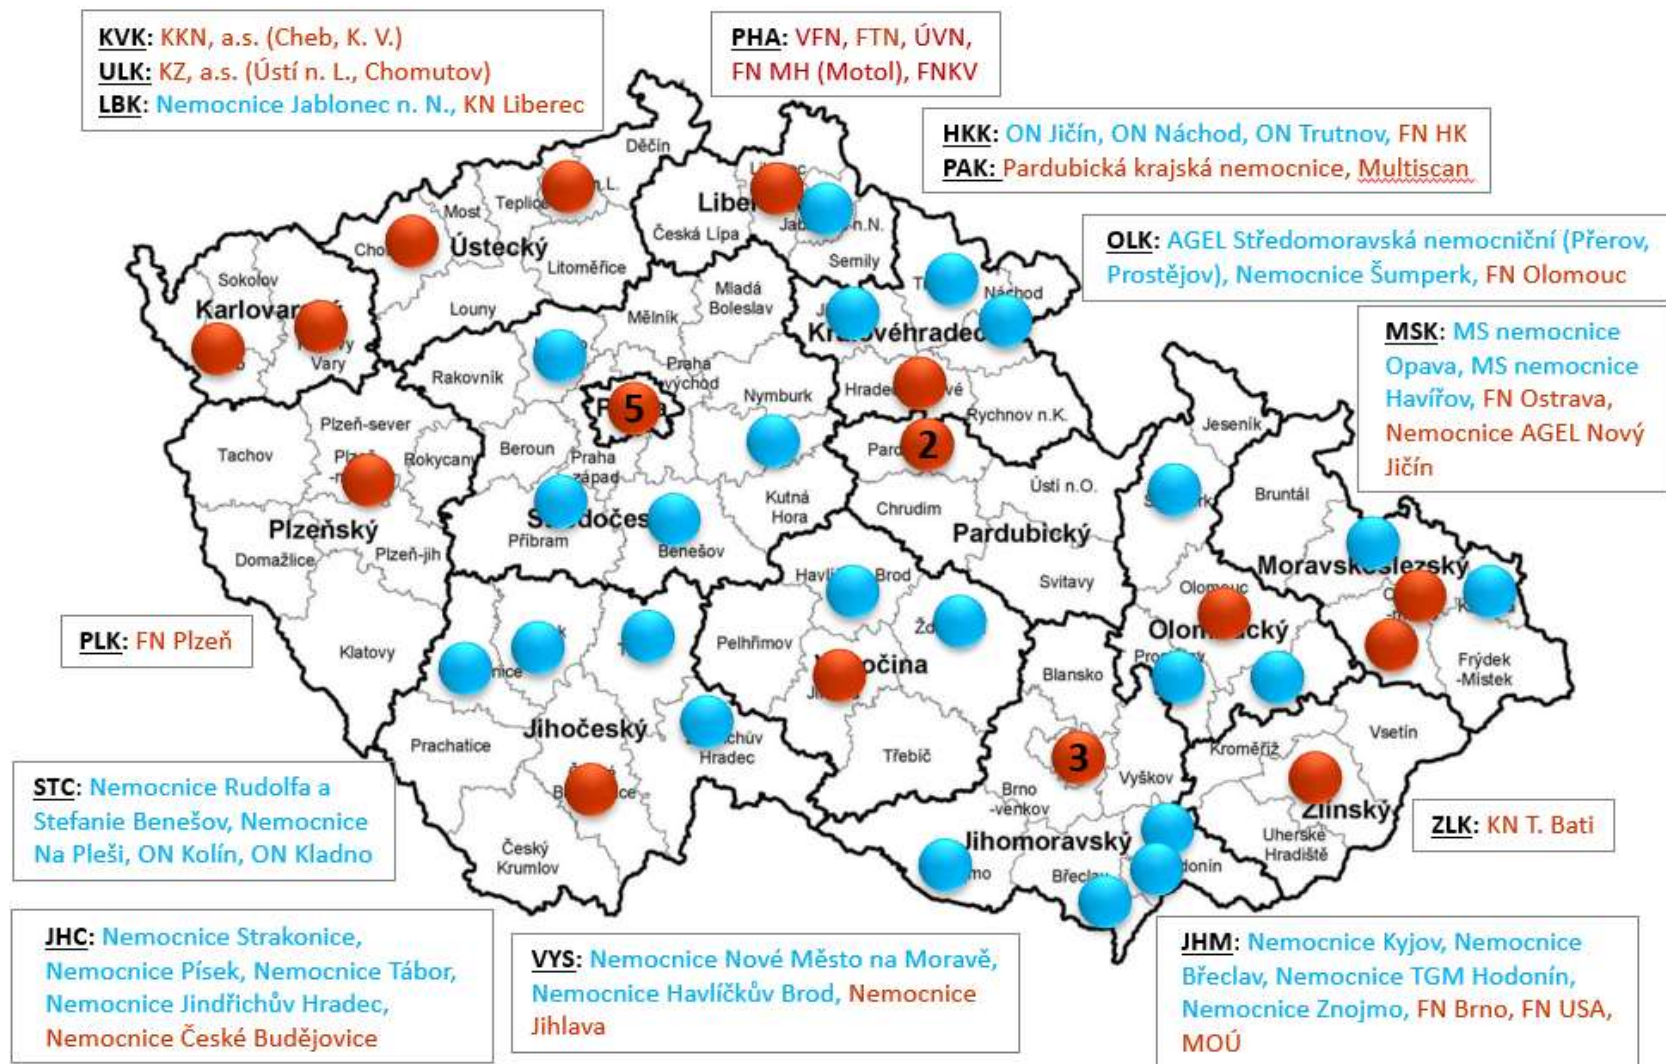 KVK: KKN, a.s. (Cheb, K. V.)
ULK: KZ, a.s. (Ústí n. L., Chomutov)
LBK: Nemocnice Jablonec n. N., KN Liberec
PHA: VFN, FTN, ÚVN,
FN MH (Motol), FNKV
HKK: ON Jičín, ON Náchod, ON Trutnov, FN HK
PAK: Pardubická krajská nemocnice, Multiscan
OLK: AGEL Středomoravská nemocniční (Přerov,
Prostějov), Nemocnice Šumperk, FN Olomouc
MSK: MS nemocnice
Opava, MS nemocnice
Havířov, FN Ostrava,
Nemocnice AGEL Nový
Jičín
Děčín
Most
Ústecký
Česká Lípa
Litoměřice
Semily
Sokolov
Louny
Mladá
Boleslav
Mělník
Náchod
Vary
Rakovník
Praha
Nymburk
Rychnov n.K.
5
Jeseník
Plzeň-sever
Tachov
Rokycany
Beroun
Praha
-západ
2
Kutná
Hora
Chrudim
Ústí n.O.
Bruntál
Plzeňský
Příbram
Benešov
Pardubický
Domažlice
Plzeň-jih
Svitavy
Brod
Olomouc
PLK: FN Plzeň
Klatovy
Pelhřimov
Blansko
Frýdek
-Místek
Prachatice
Jihočeský
Hradec
Třebíč
3
Kroměříž
Vsetín
Brno
-venkov
Vyškov
Zlínský
Český
Krumlov
Jihomoravský
Uherské
Hradiště
Břeclav
STC: Nemocnice Rudolfa a
Stefanie Benešov, Nemocnice
Na Pleši, ON Kolín, ON Kladno
ZLK: KN T. Bati
JHC: Nemocnice Strakonice,
Nemocnice Písek, Nemocnice Tábor,
Nemocnice Jindřichův Hradec,
Nemocnice České Budějovice
VYS: Nemocnice Nové Město na Moravě,
Nemocnice Havlíčkův Brod, Nemocnice
Jihlava
JHM: Nemocnice Kyjov, Nemocnice
Břeclav, Nemocnice TGM Hodonín,
Nemocnice Znojmo, FN Brno, FN USA,
MOÚ